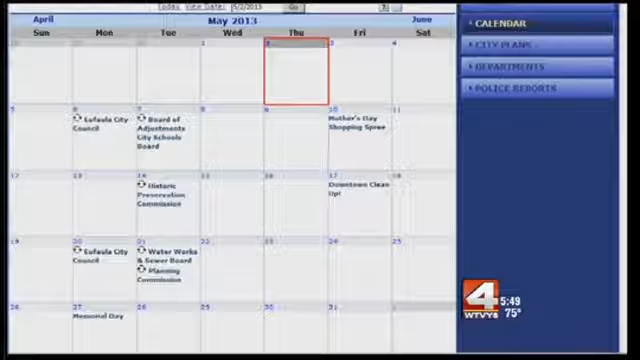 Today View Date: 5/2/2013 Go
April May 2013 June
Sun Mon Tue Wed Thu Fri Sat
1 2 3 4
5 6 7 8 9 10 11
Eufaula City
Council
Board of
Adjustments
City Schools
Board
Mother's Day
Shopping Spree
12 13 14 15 16 17 18
Historic
Preservation
Commission
Downtown Clean
Up!
19 20 21 22 23 24 25
Eufaula City
Council
Water Works
& Sewer Board
Planning
Commission
26 27 28 29 30 31
Memorial Day
CALENDAR
CITY PLANS
DEPARTMENTS
POLICE REPORTS
4
WTVY
5:49
75°